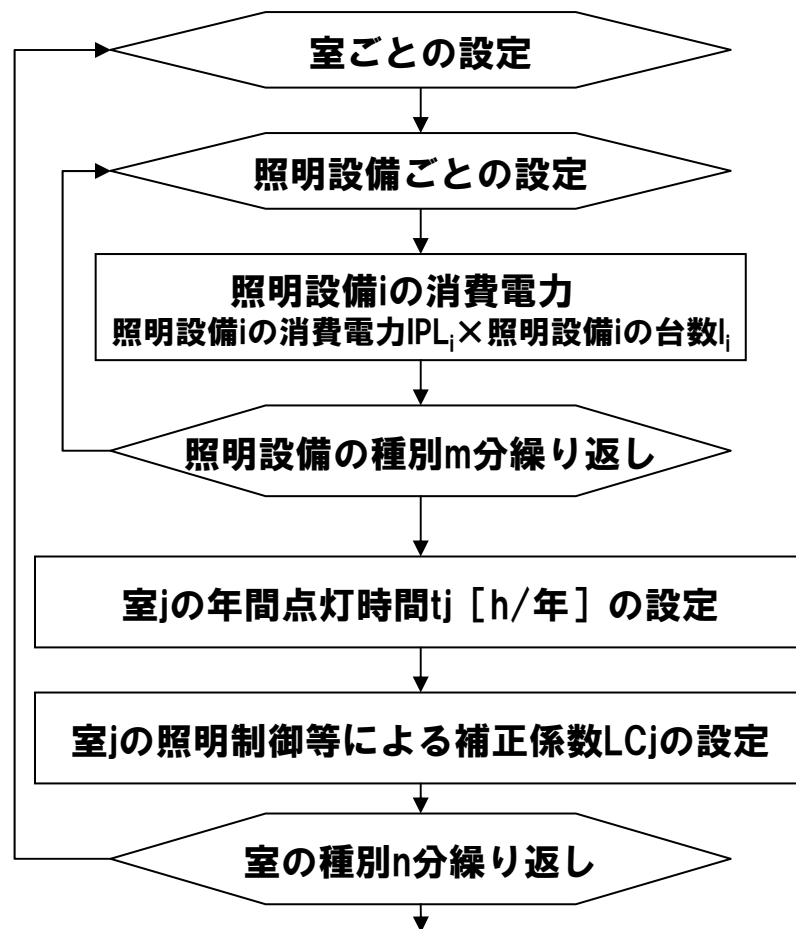 室ごとの設定
照明設備ごとの設定
照明設備iの消費電力
照明設備iの消費電力IPLi×照明設備iの台数Ii
照明設備の種別m分繰り返し
室jの年間点灯時間tj［h/年］の設定
室jの照明制御等による補正係数LCjの設定
室の種別n分繰り返し